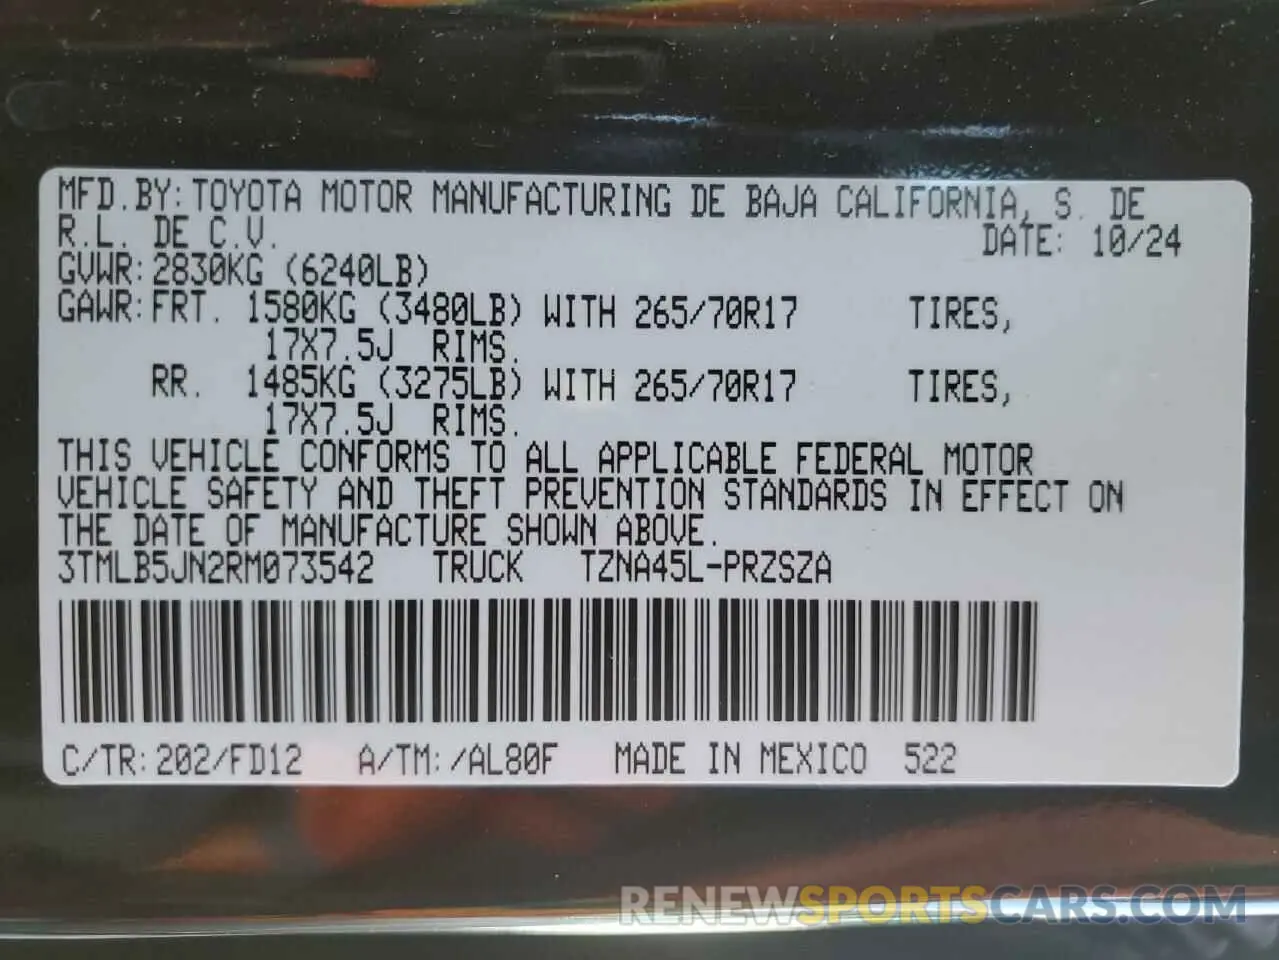 MFD.BY:TOYOTA MOTOR MANUFACTURING DE BAJA CALIFORNIA, S. DE
R.L. DE C.V. DATE: 10/24
GVWR:2830KG (6240LB)
GAWR:FRT. 1580KG (3480LB) WITH 265/70R17 TIRES,
17X7.5J RIMS.
RR. 1485KG (3275LB) WITH 265/70R17 TIRES,
17X7.5J RIMS.
THIS VEHICLE CONFORMS TO ALL APPLICABLE FEDERAL MOTOR
VEHICLE SAFETY AND THEFT PREVENTION STANDARDS IN EFFECT ON
THE DATE OF MANUFACTURE SHOWN ABOVE.
3TMLB5JN2RM073542 TRUCK TZNA45L-PRZSZA
C/TR:202/FD12 A/TM:/AL80F MADE IN MEXICO 522
RENEWSPORTSCARS.COM